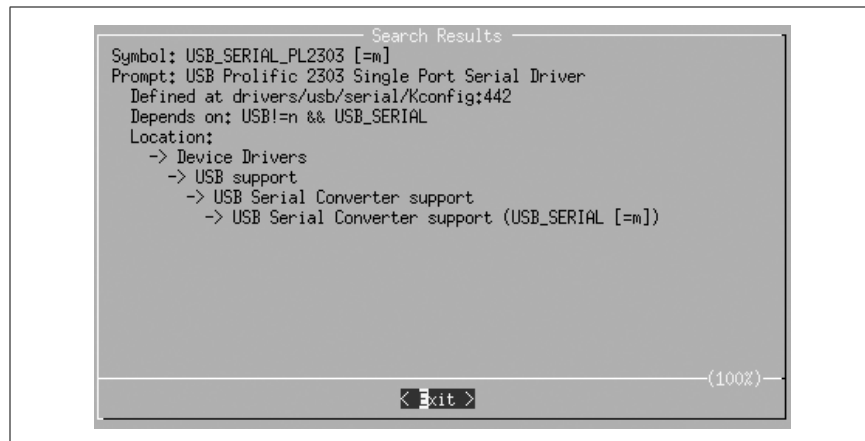 Search Results
Symbol: USB_SERIAL_PL2303 [=m]
Prompt: USB Prolific 2303 Single Port Serial Driver
Defined at drivers/usb/serial/Kconfig:442
Depends on: USB!=n && USB_SERIAL
Location:
-> Device Drivers
-> USB support
-> USB Serial Converter support
-> USB Serial Converter support (USB_SERIAL [=m])
(100%)
< Exit >